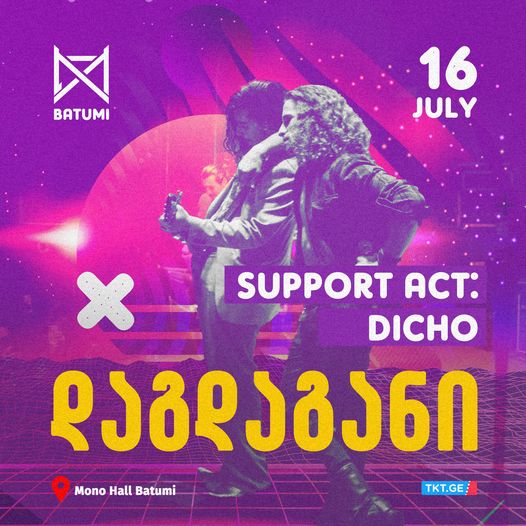 BATUMI
16
JULY
SUPPORT ACT:
DICHO
დაგდაგანი
Mono Hall Batumi
TKT.GE